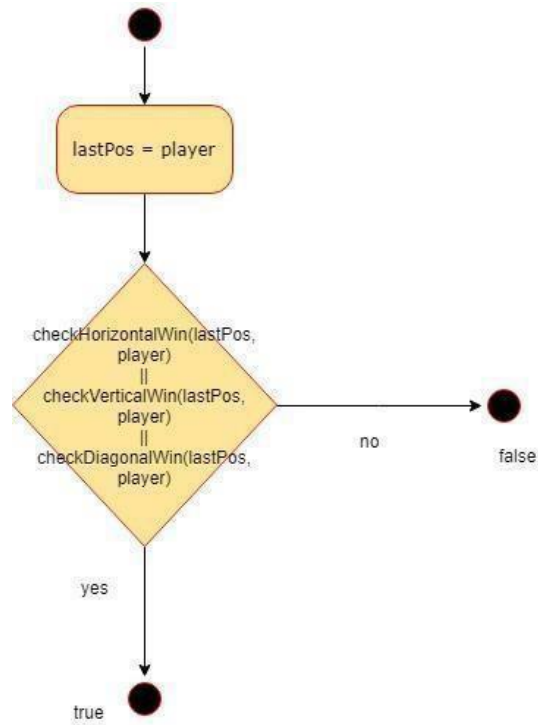 lastPos = player
checkHorizontalWin(lastPos,
player)
||
checkVerticalWin(lastPos,
player)
||
checkDiagonalWin(lastPos,
player)
no
false
yes
true